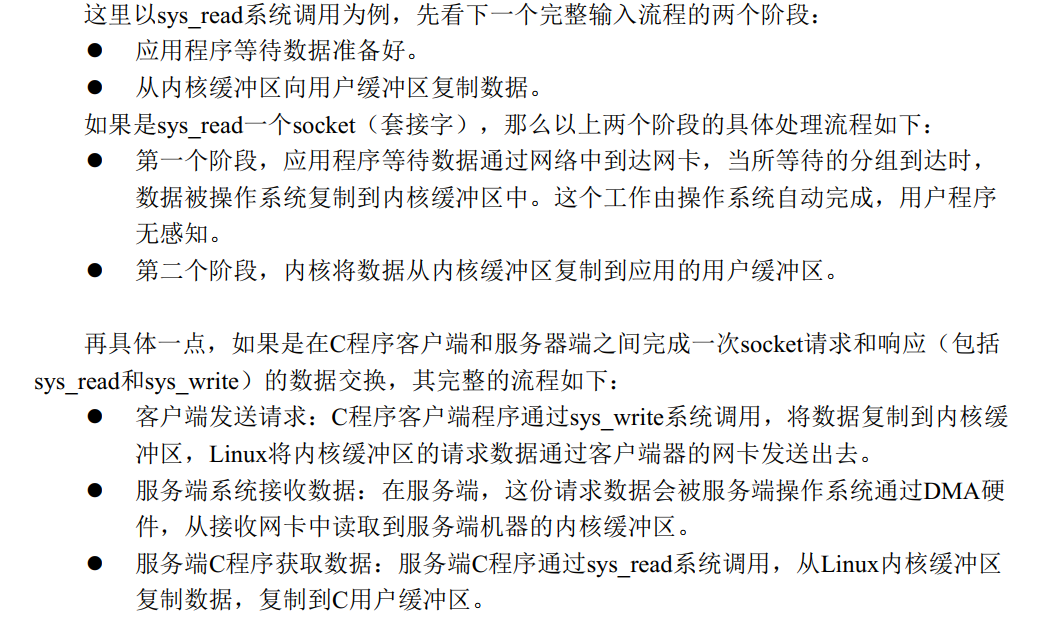 这里以sys_read系统调用为例，先看下一个完整输入流程的两个阶段：
● 应用程序等待数据准备好。
● 从内核缓冲区向用户缓冲区复制数据。
如果是sys_read一个socket（套接字），那么以上两个阶段的具体处理流程如下：
● 第一个阶段，应用程序等待数据通过网络中到达网卡，当所等待的分组到达时，
数据被操作系统复制到内核缓冲区中。这个工作由操作系统自动完成，用户程序
无感知。
● 第二个阶段，内核将数据从内核缓冲区复制到应用的用户缓冲区。
再具体一点，如果是在C程序客户端和服务器端之间完成一次socket请求和响应（包括
sys_read和sys_write）的数据交换，其完整的流程如下：
● 客户端发送请求：C程序客户端程序通过sys_write系统调用，将数据复制到内核缓
冲区，Linux将内核缓冲区的请求数据通过客户端器的网卡发送出去。
● 服务端系统接收数据：在服务端，这份请求数据会被服务端操作系统通过DMA硬
件，从接收网卡中读取到服务端机器的内核缓冲区。
● 服务端C程序获取数据：服务端C程序通过sys_read系统调用，从Linux内核缓冲区
复制数据，复制到C用户缓冲区。